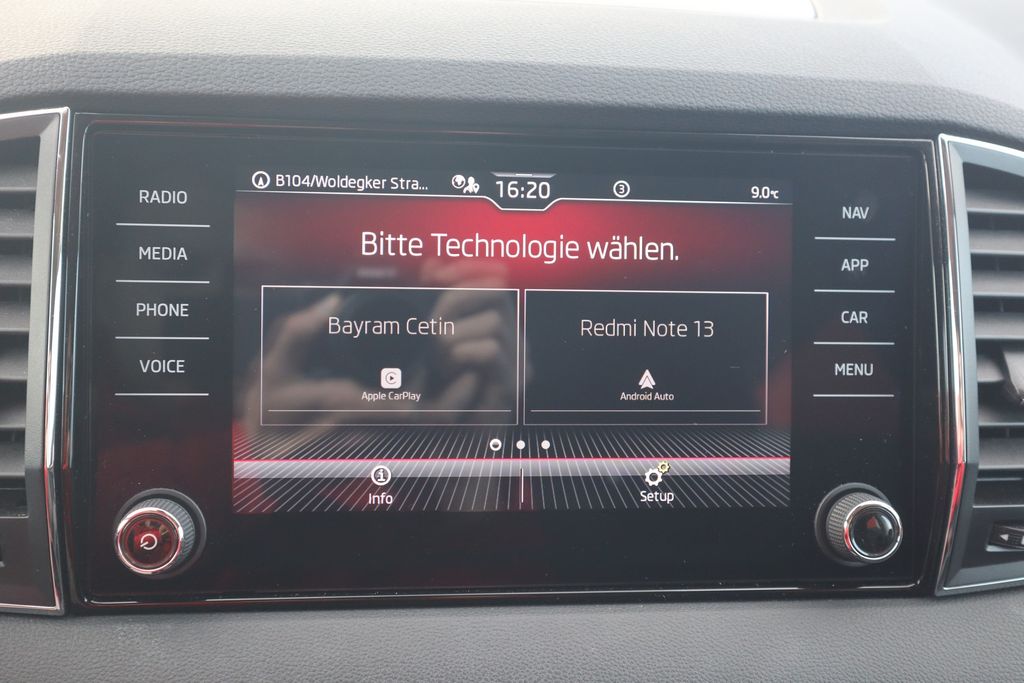 RADIO
MEDIA
PHONE
VOICE
B104/Woldegker Stra...
16:20
3
9.0°C
Bitte Technologie wählen.
Bayram Cetin
Apple CarPlay
Redmi Note 13
Android Auto
Info
Setup
NAV
APP
CAR
MENU